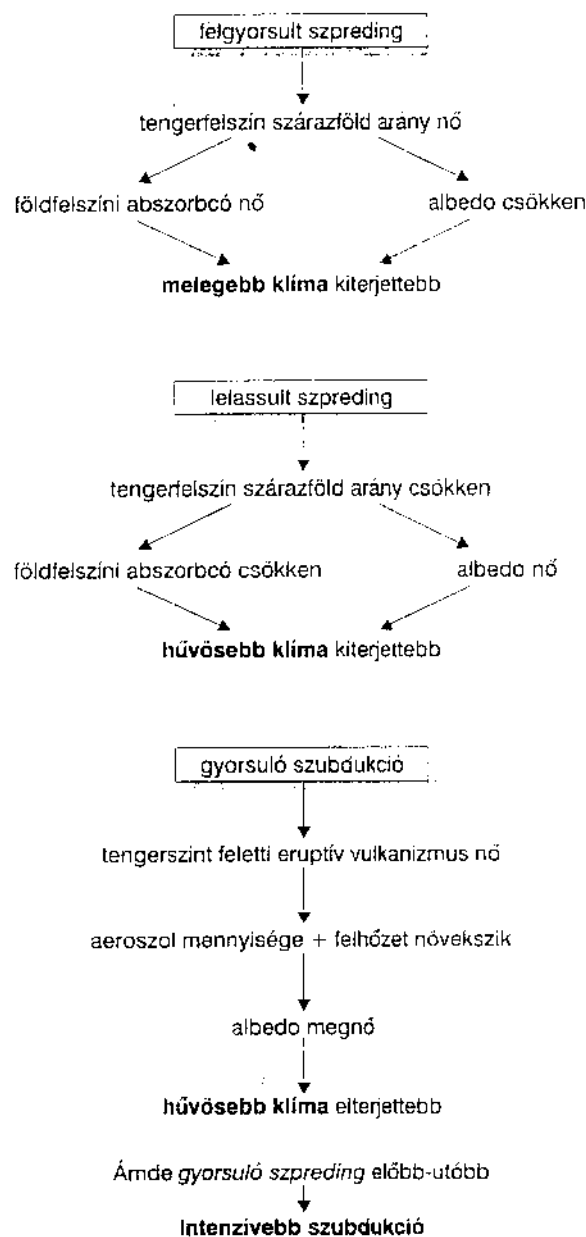 felgyorsult szpreding
tengerfelszín szárazföld arány nő
földfelszíni abszorbcó nő albedo csökken
melegebb klíma kiterjettebb
lelassult szpreding
tengerfelszín szárazföld arány csökken
földfelszíni abszorbcó csökken albedo nő
hűvösebb klíma kiterjettebb
gyorsuló szubdukció
tengerszint feletti eruptív vulkanizmus nő
aeroszol mennyisége + felhőzet növekszik
albedo megnő
hűvösebb klíma elterjettebb
Ámde gyorsuló szpreding előbb-utóbb
intenzívebb szubdukció